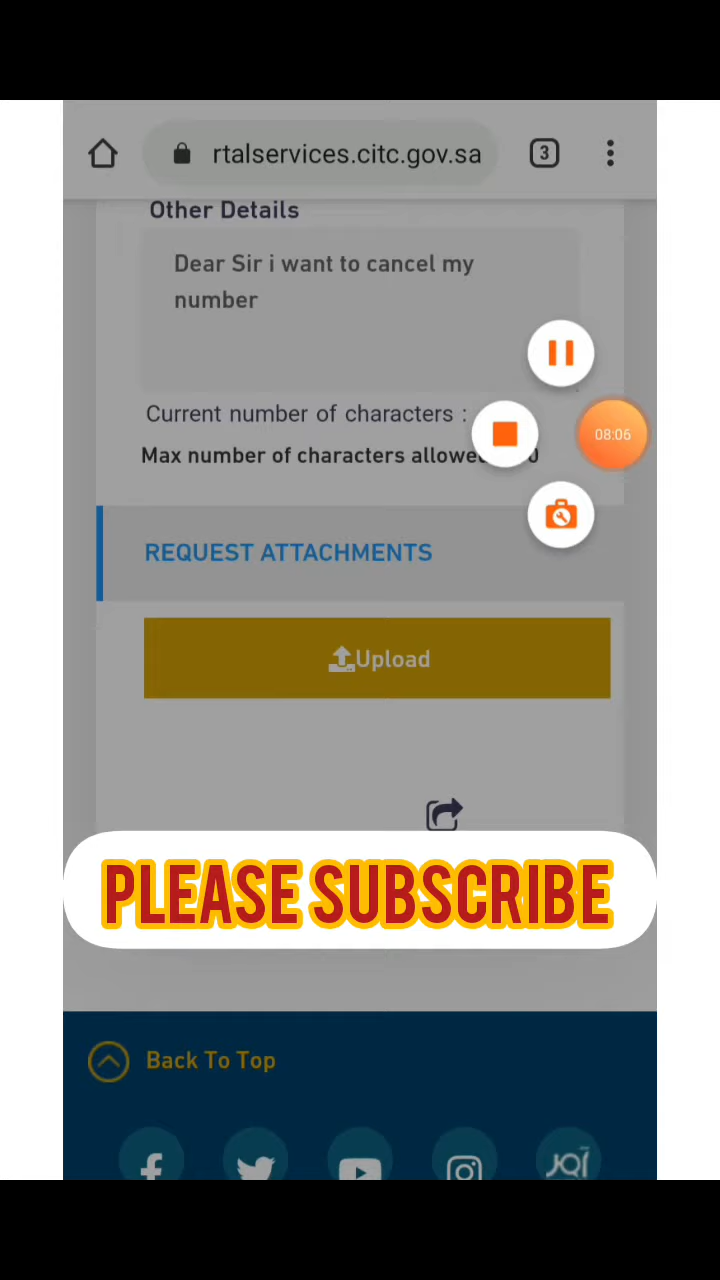 rtalservices.citc.gov.sa
3
Other Details
Dear Sir i want to cancel my
number
Current number of characters :
08:06
Max number of characters allowe 0
REQUEST ATTACHMENTS
Upload
PLEASE SUBSCRIBE
Back To Top